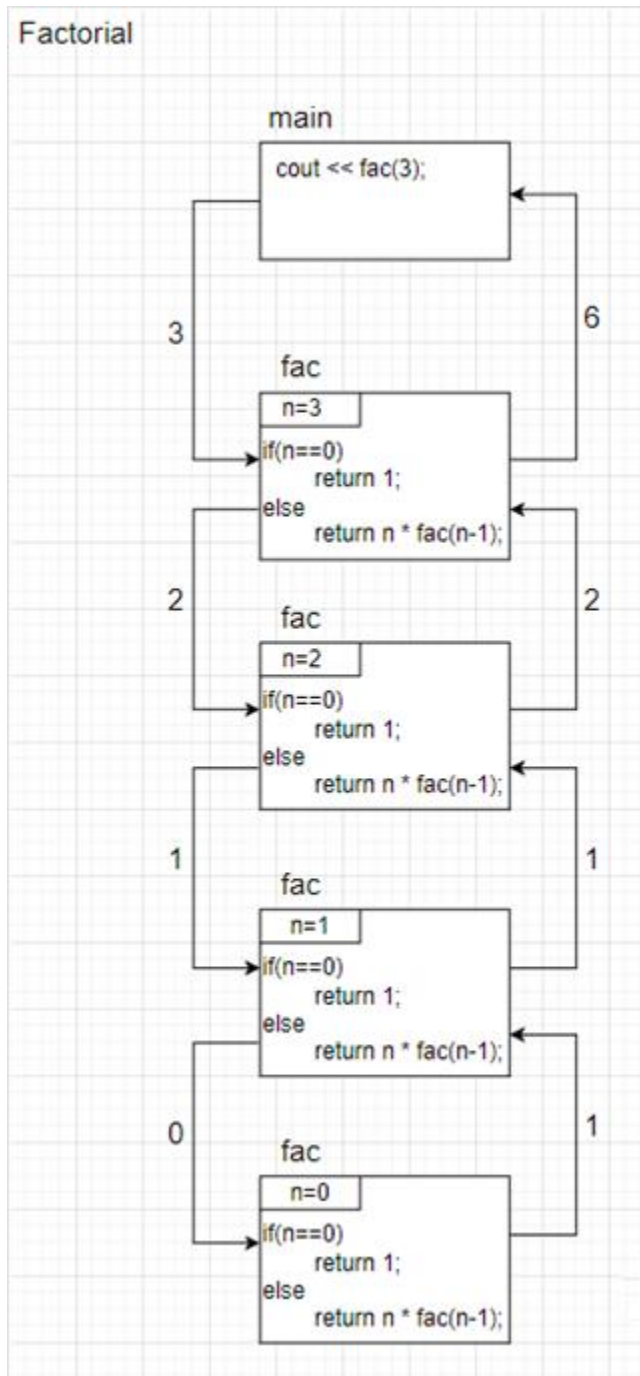 Factorial
main
cout << fac(3);
3
6
fac
n=3
if(n==0)
return 1;
else
return n * fac(n-1);
2
2
fac
n=2
if(n==0)
return 1;
else
return n * fac(n-1);
1
1
fac
n=1
if(n==0)
return 1;
else
return n * fac(n-1);
0
1
fac
n=0
if(n==0)
return 1;
else
return n * fac(n-1);